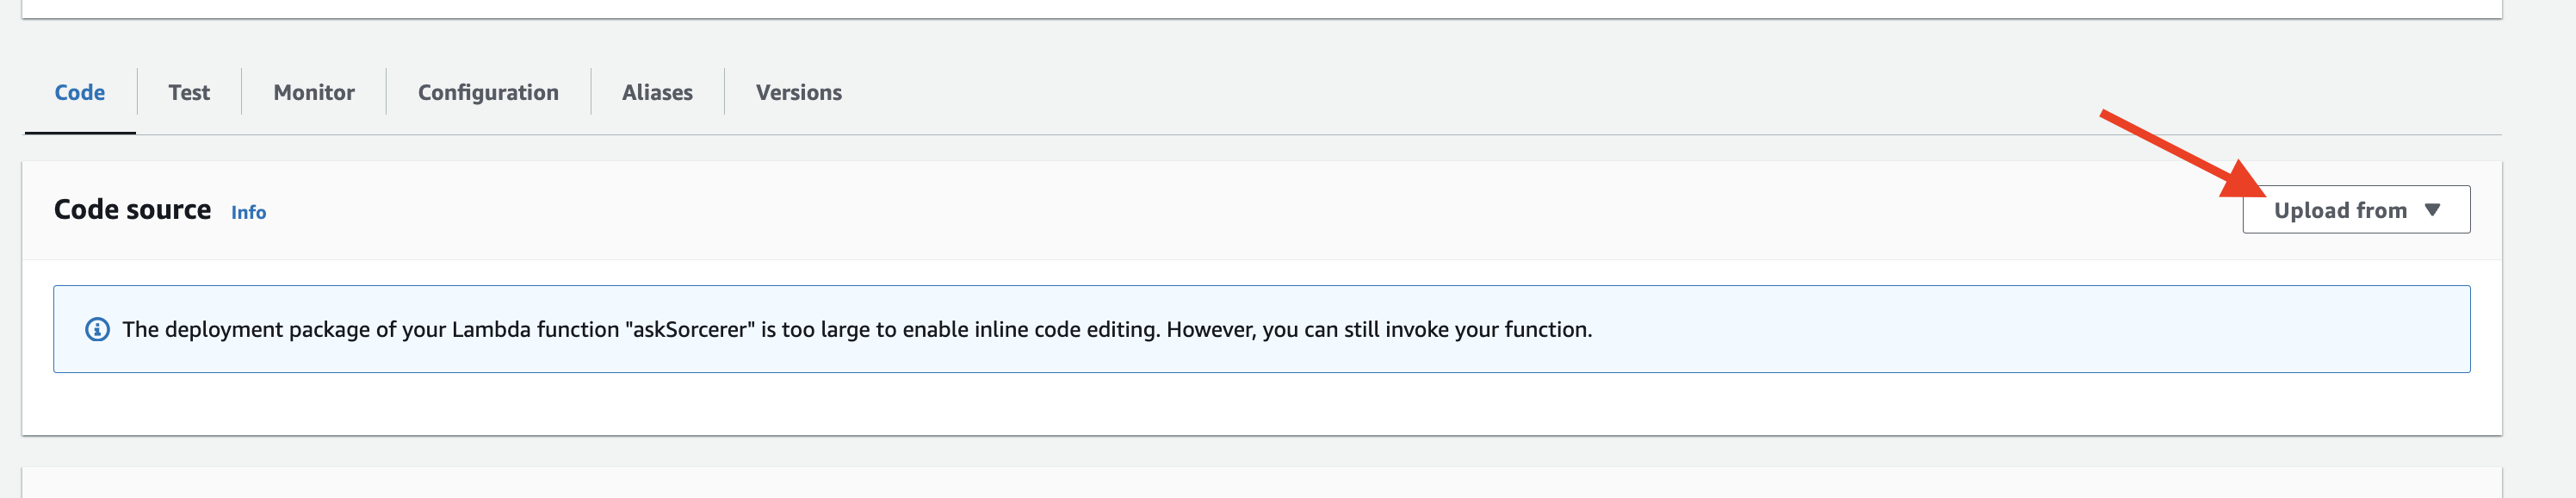 Code Test Monitor Configuration Aliases Versions
Code source Info Upload from
The deployment package of your Lambda function "askSorcerer" is too large to enable inline code editing. However, you can still invoke your function.